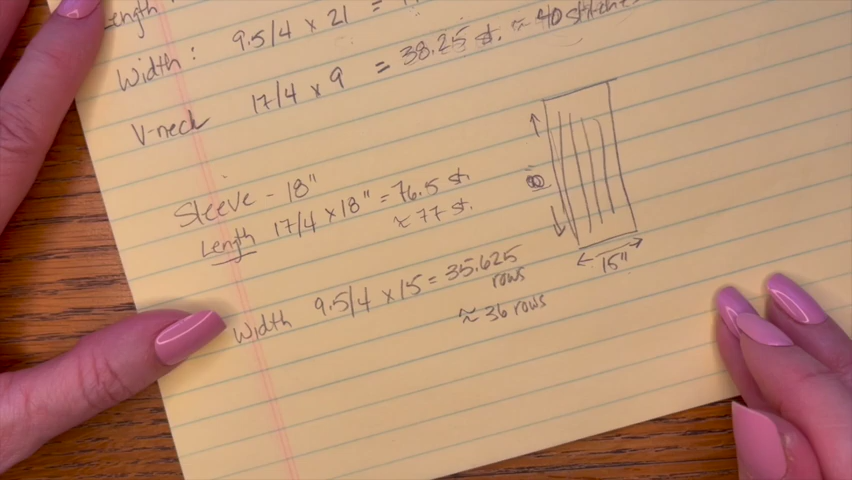 Length
Width: 9.5/4 x 21 =
V-neck 17/4 x 9 = 38.25 st. ≈ 40 stitches
Sleeve - 18"
Length 17/4 x 18" = 76.5 st.
≈ 77 st.
Width 9.5/4 x 15 = 35.625
rows
≈ 36 rows
15"